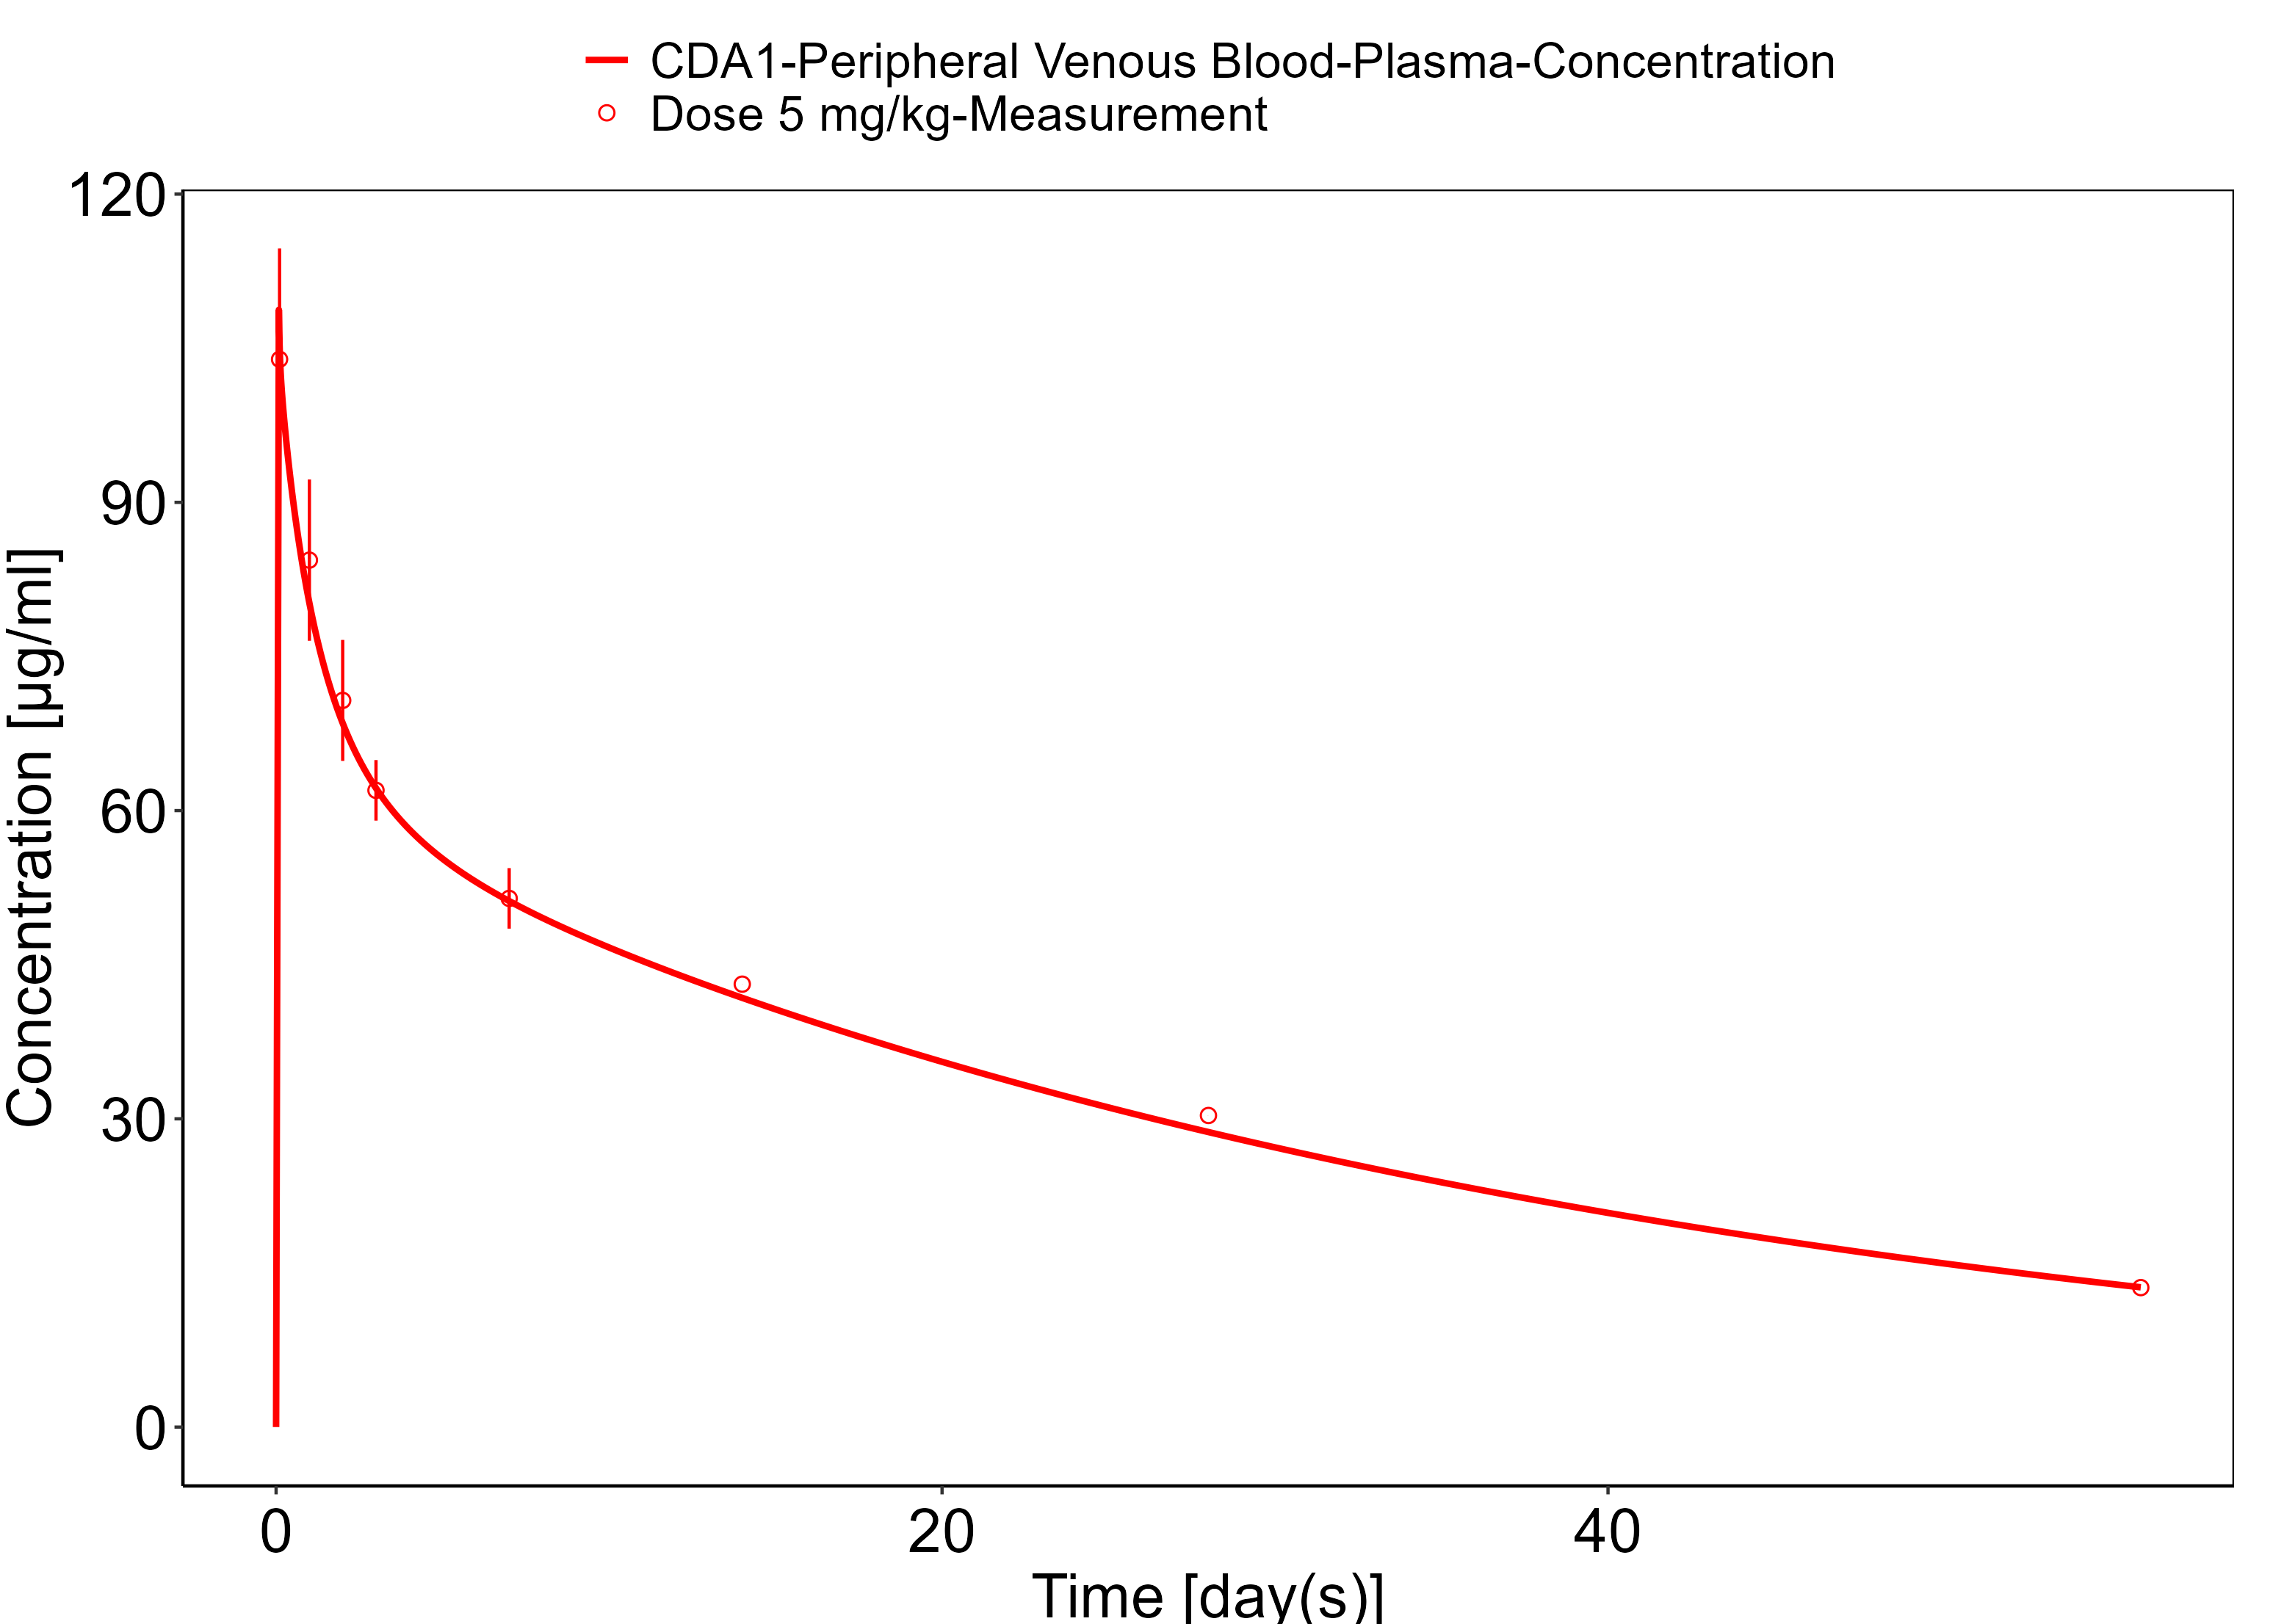 CDA1-Peripheral Venous Blood-Plasma-Concentration
Dose 5 mg/kg-Measurement
120
90
60
30
0
Concentration [µg/ml]
0 20 40
Time [day(s)]